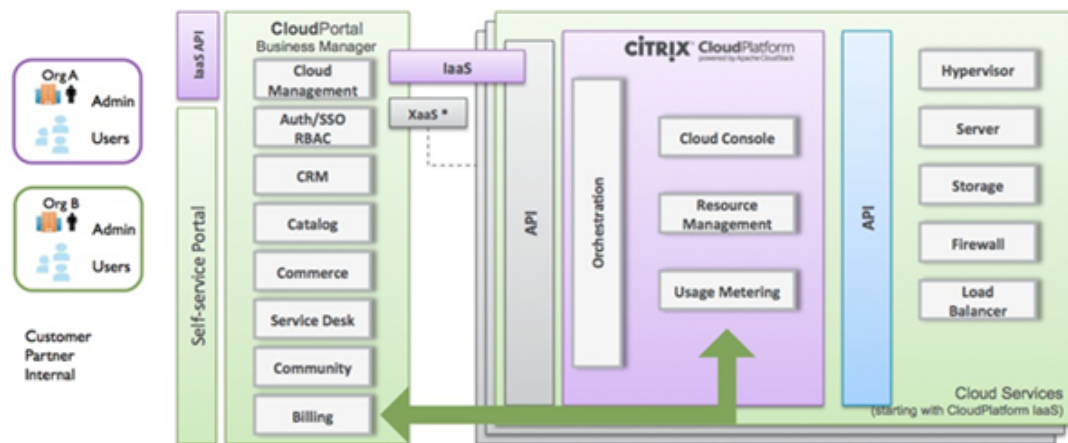 Org A
Admin
Users
Org B
Admin
Users
Customer
Partner
Internal
IaaS API
Self-service Portal
CloudPortal
Business Manager
Cloud
Management
Auth/SSO
RBAC
CRM
Catalog
Commerce
Service Desk
Community
Billing
IaaS
XaaS *
API
CITRIX CloudPlatform
powered by Apache CloudStack
Orchestration
Cloud Console
Resource
Management
Usage Metering
API
Hypervisor
Server
Storage
Firewall
Load
Balancer
Cloud Services
(starting with CloudPlatform IaaS)